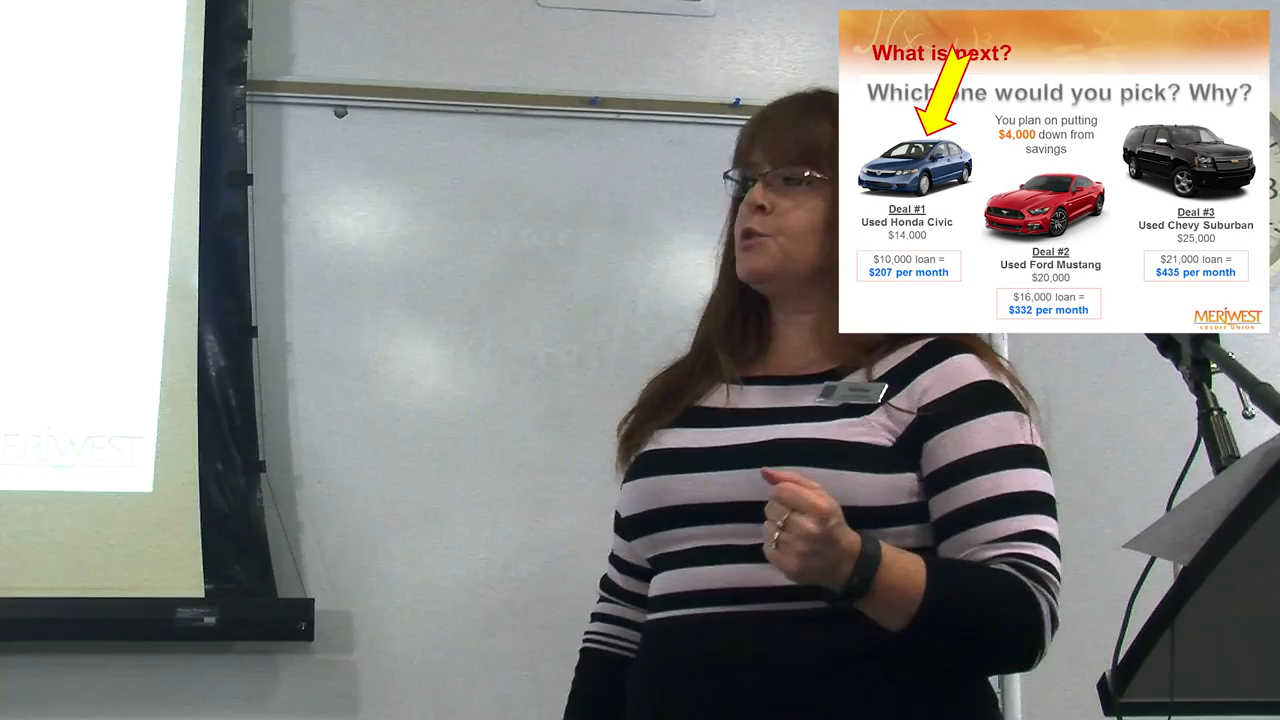 What is next?
Which one would you pick? Why?
You plan on putting
$4,000 down from
savings
Deal #1
Used Honda Civic
$14,000
$10,000 loan =
$207 per month
Deal #2
Used Ford Mustang
$20,000
$16,000 loan =
$332 per month
Deal #3
Used Chevy Suburban
$25,000
$21,000 loan =
$435 per month
MERIWEST
CREDIT UNION
MERIWEST